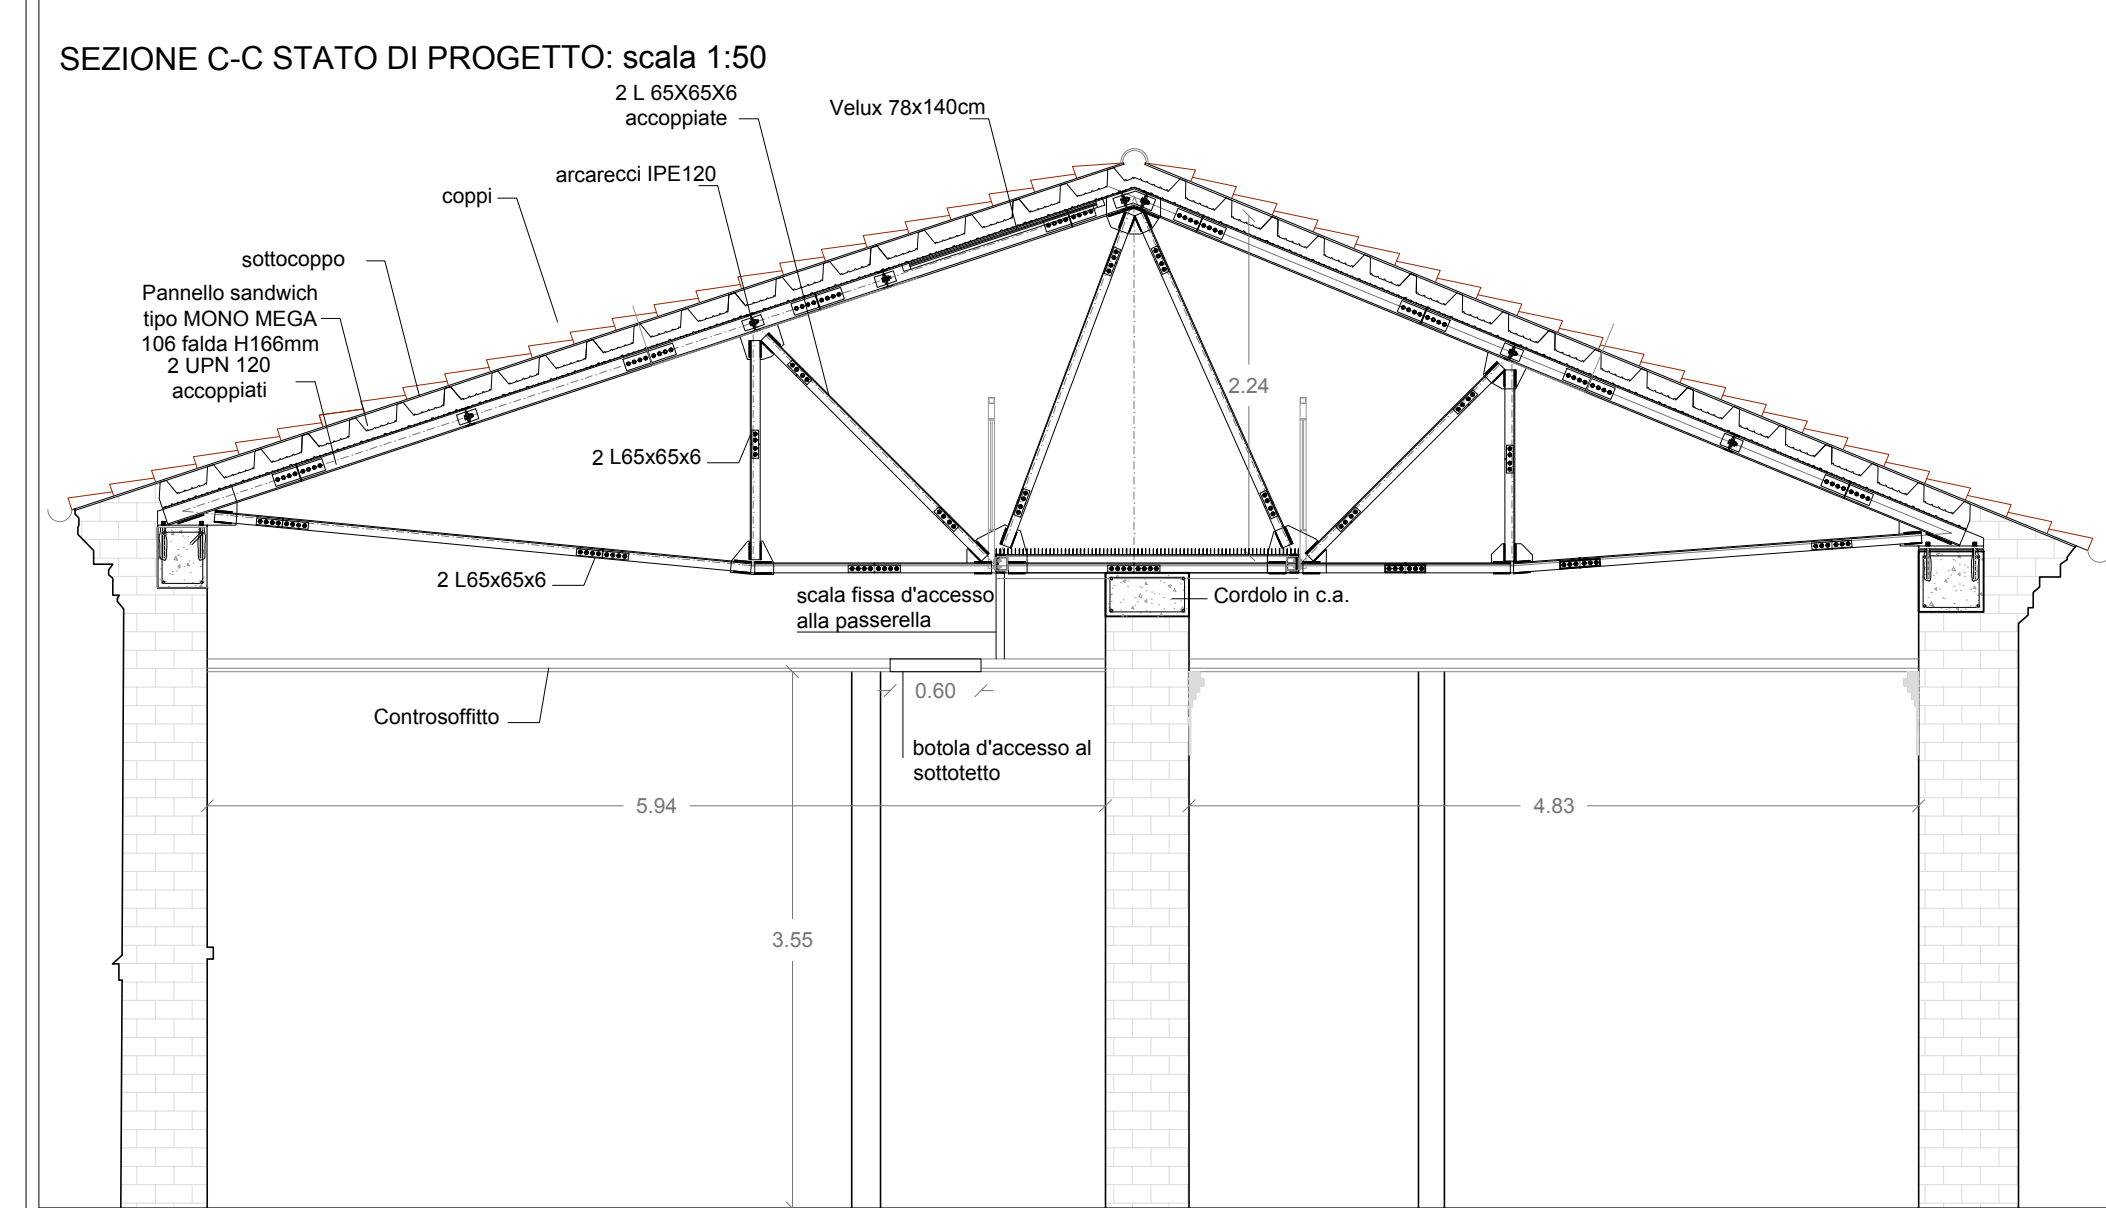 SEZIONE C-C STATO DI PROGETTO: scala 1:50
2 L 65X65X6
accoppiate
Velux 78x140cm
arcarecci IPE120
coppi
sottocoppo
Pannello sandwich
tipo MONO MEGA
106 falda H166mm
2 UPN 120
accoppiati
2.24
2 L65x65x6
2 L65x65x6
scala fissa d'accesso
alla passerella
Cordolo in c.a.
0.60
Controsoffitto
botola d'accesso al
sottotetto
5.94
4.83
3.55